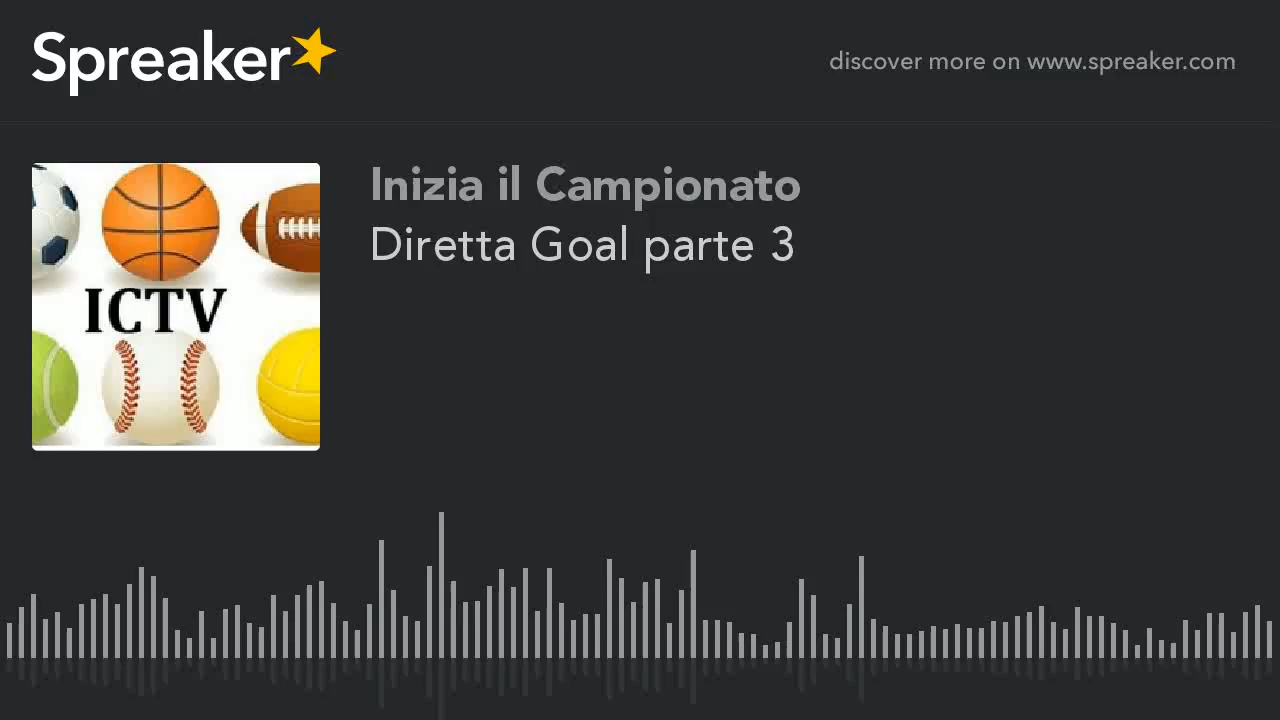 Spreaker
discover more on www.spreaker.com
Inizia il Campionato
Diretta Goal parte 3
ICTV